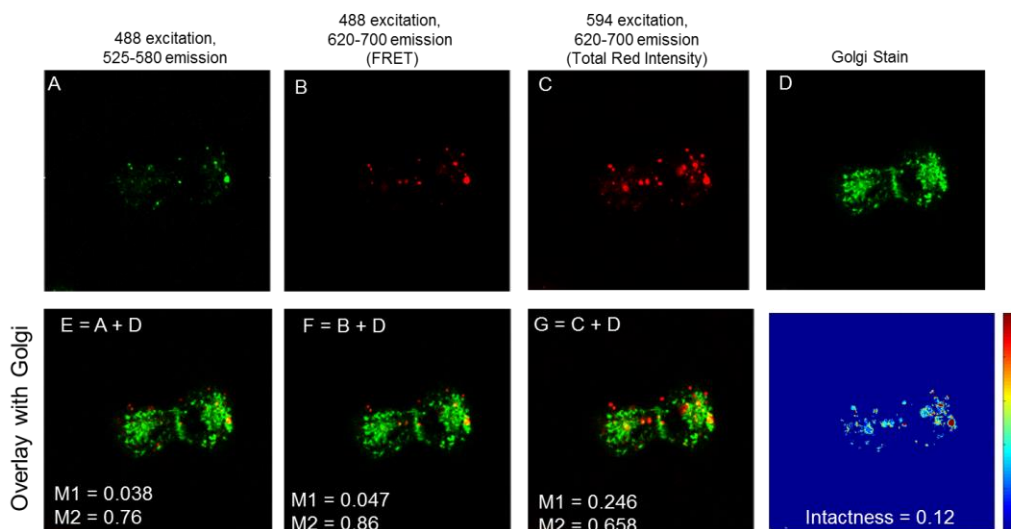 488 excitation,
525-580 emission
488 excitation,
620-700 emission
(FRET)
594 excitation,
620-700 emission
(Total Red Intensity)
Golgi Stain
A
B
C
D
Overlay with Golgi
E = A + D
F = B + D
G = C + D
M1 = 0.038
M2 = 0.76
M1 = 0.047
M2 = 0.86
M1 = 0.246
M2 = 0.658
Intactness = 0.12